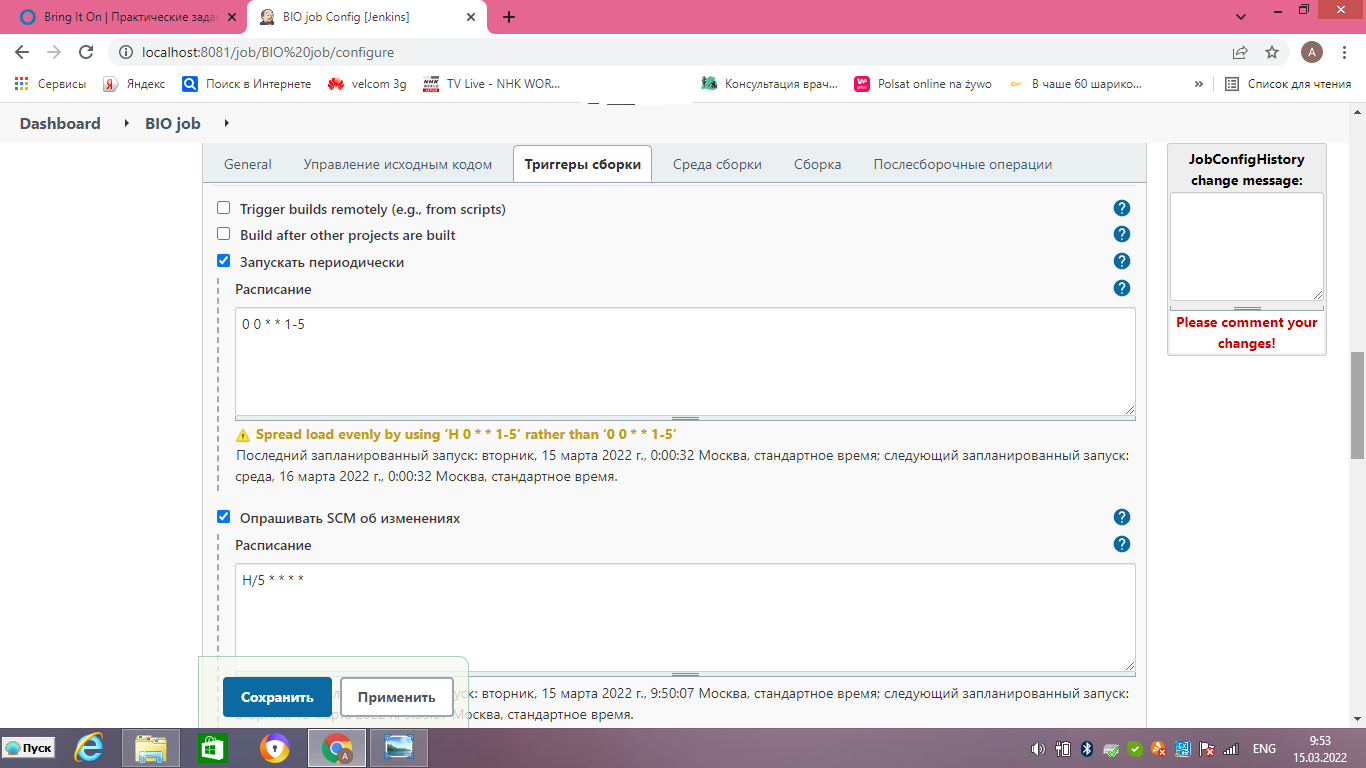 Bring It On | Практические зада
BIO job Config [Jenkins]
localhost:8081/job/BIO%20job/configure
A
Сервисы
Яндекс
Поиск в Интернете
velcom 3g
TV Live - NHK WOR...
Консультация врач...
Polsat online na żywo
В чаше 60 шарико...
»
Список для чтения
Dashboard
BIO job
General
Управление исходным кодом
Триггеры сборки
Среда сборки
Сборка
Послесборочные операции
JobConfigHistory
change message:
Please comment your
changes!
Trigger builds remotely (e.g., from scripts)
?
Build after other projects are built
?
Запускать периодически
?
Расписание
?
0 0 * * 1-5
Spread load evenly by using ‘H 0 * * 1-5’ rather than ‘0 0 * * 1-5’
Последний запланированный запуск: вторник, 15 марта 2022 г., 0:00:32 Москва, стандартное время; следующий запланированный запуск:
среда, 16 марта 2022 г., 0:00:32 Москва, стандартное время.
Опрашивать SCM об изменениях
?
Расписание
?
H/5 * * * *
вторник, 15 марта 2022 г., 9:50:07 Москва, стандартное время; следующий запланированный запуск:
Москва, стандартное время.
Сохранить
Применить
Пуск
ENG
9:53
15.03.2022